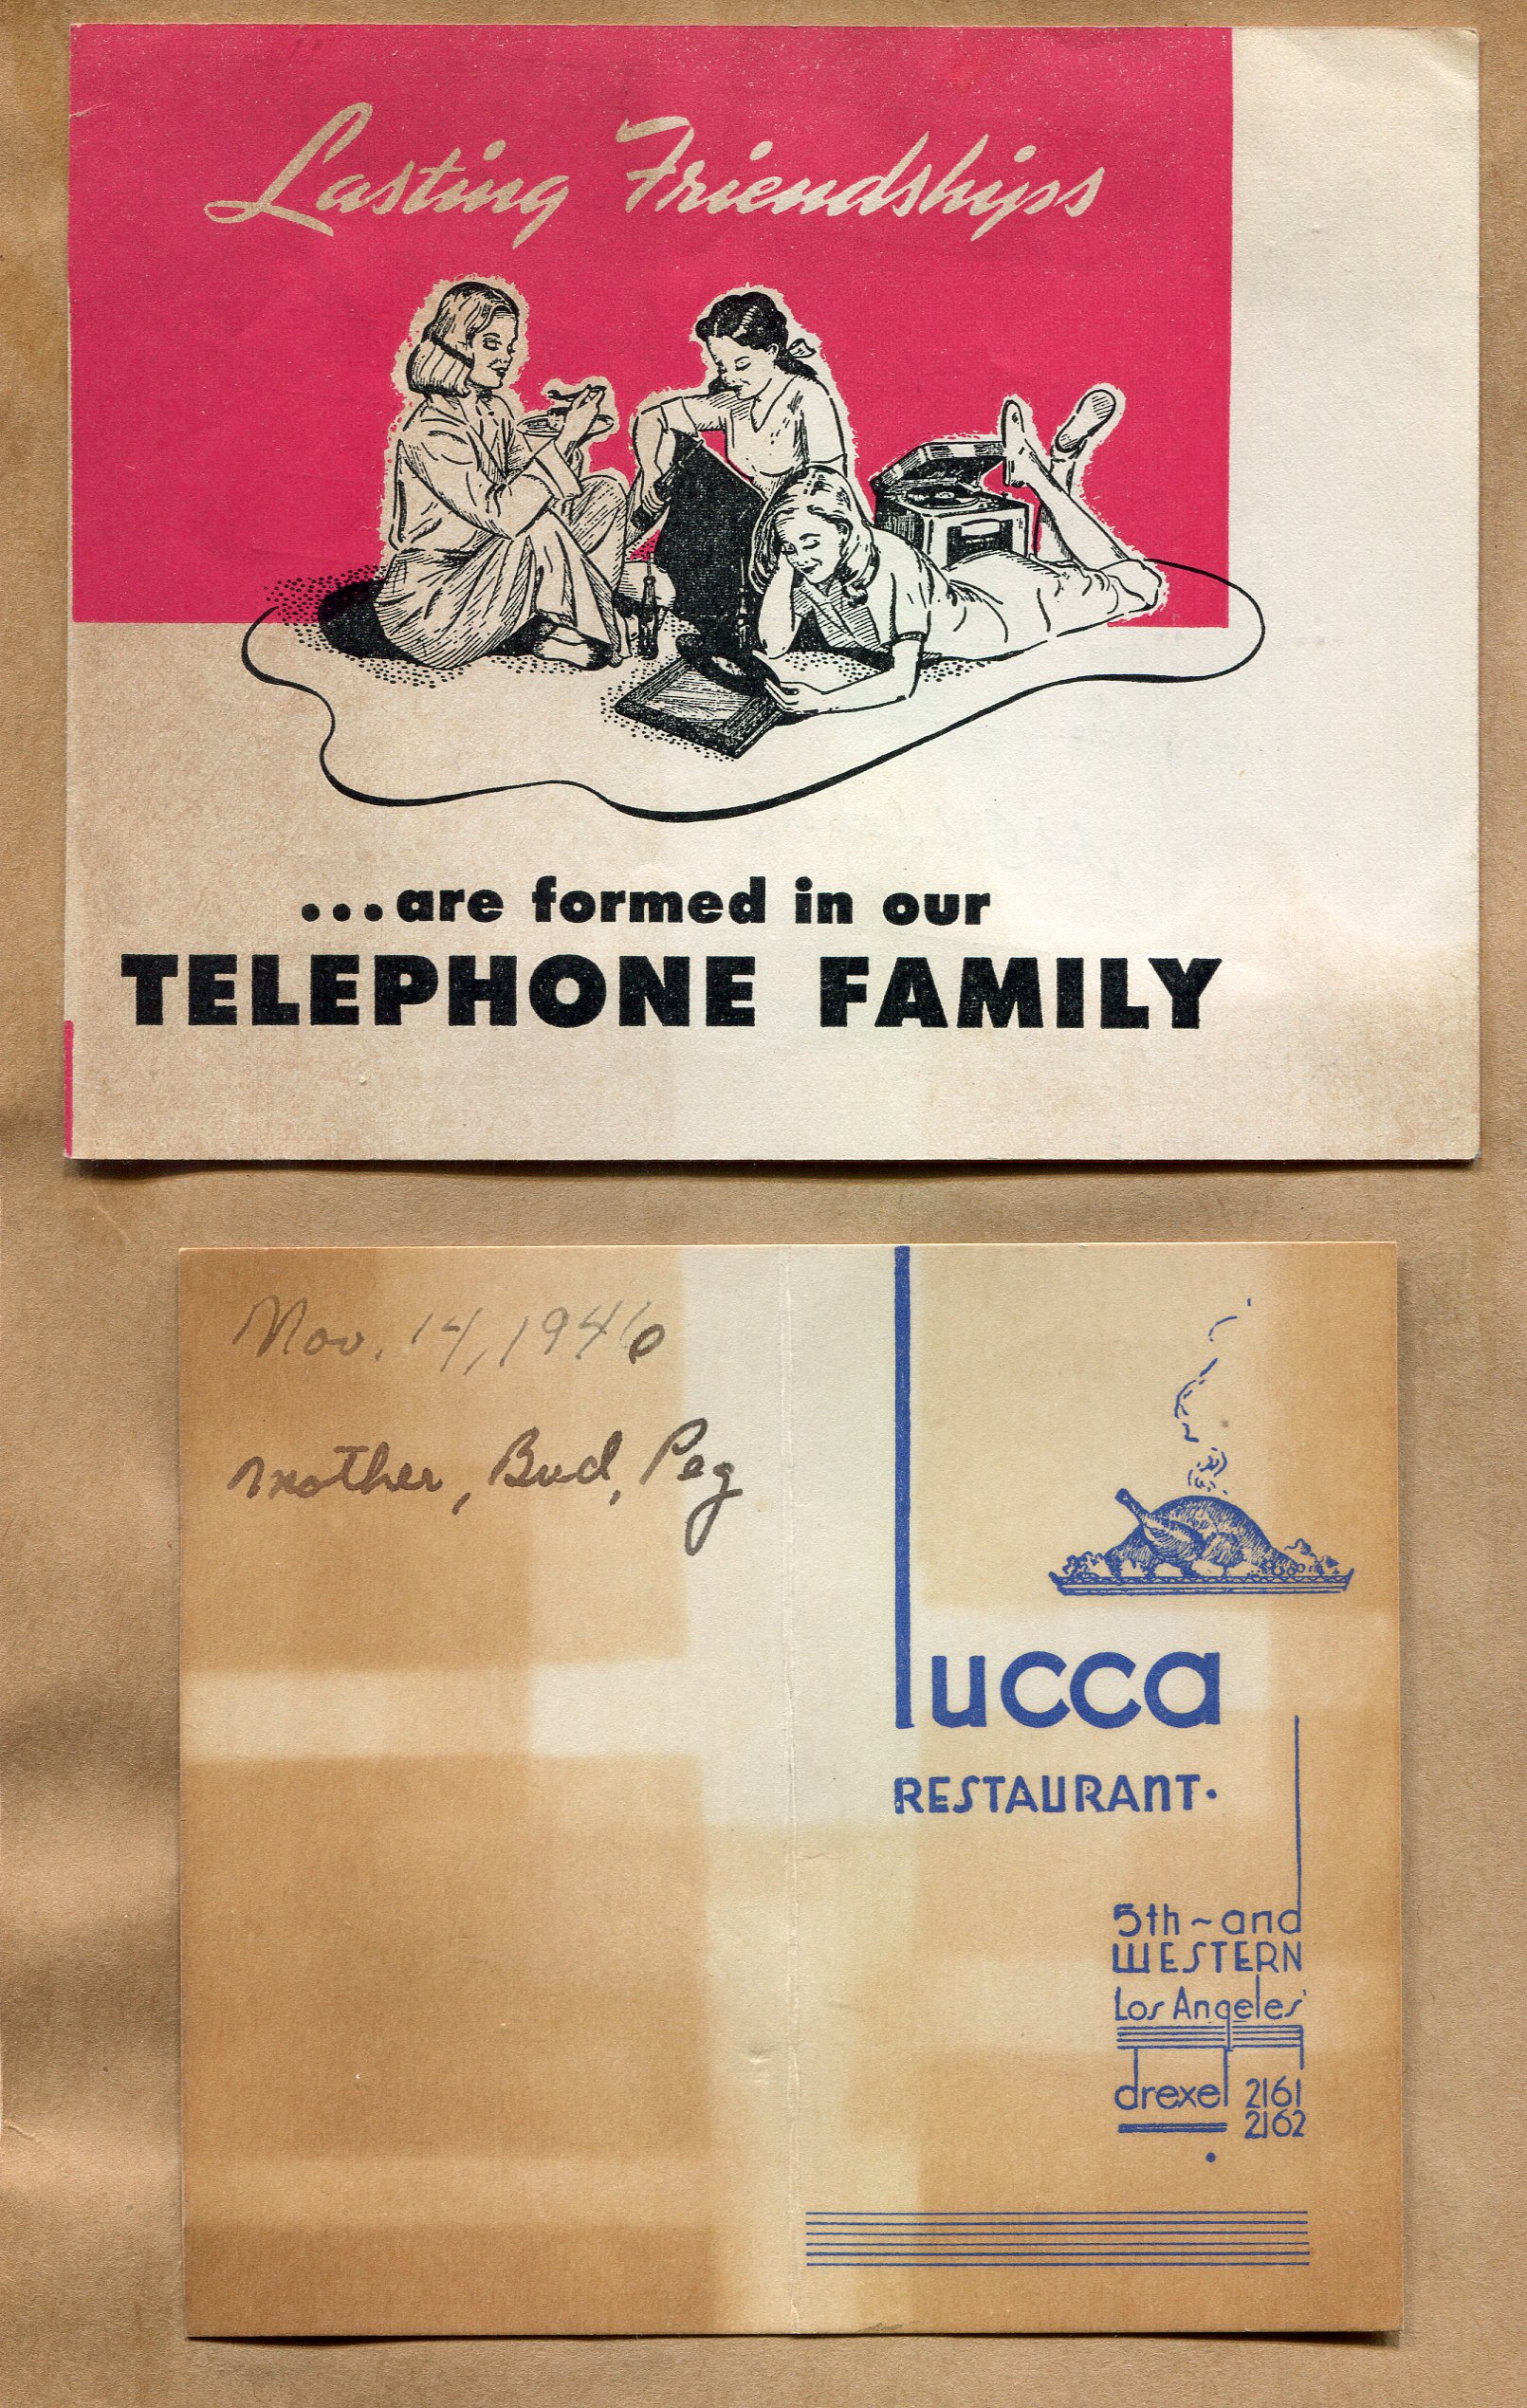 Lasting Friendships
...are formed in our
TELEPHONE FAMILY
Nov. 14, 1946
Mother, Bud, Peg
lucca
RESTAURANT.
5th ~ and
WESTERN
Los Angeles
drexel 2161
2162